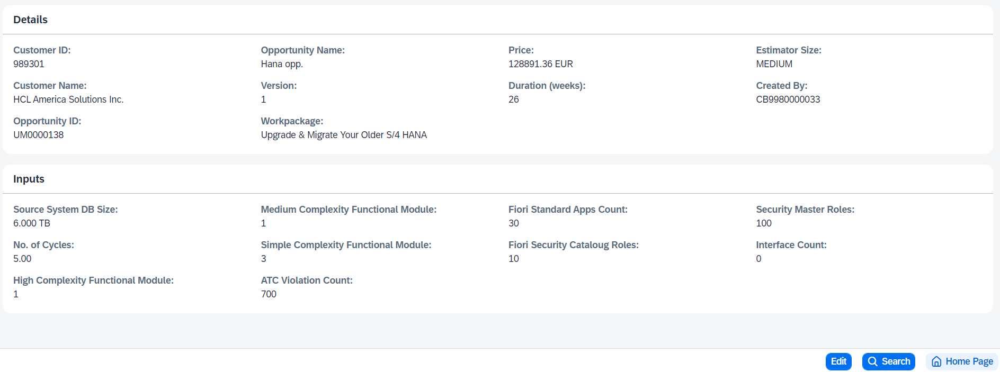 Details
Customer ID:
989301
Customer Name:
HCL America Solutions Inc.
Opportunity ID:
UM0000138
Opportunity Name:
Hana opp.
Version:
1
Workpackage:
Upgrade & Migrate Your Older S/4 HANA
Price:
128891.36 EUR
Duration (weeks):
26
Estimator Size:
MEDIUM
Created By:
CB9980000033
Inputs
Source System DB Size:
6.000 TB
No. of Cycles:
5.00
High Complexity Functional Module:
1
Medium Complexity Functional Module:
1
Simple Complexity Functional Module:
3
ATC Violation Count:
700
Fiori Standard Apps Count:
30
Fiori Security Cataloug Roles:
10
Security Master Roles:
100
Interface Count:
0
Edit
Search
Home Page